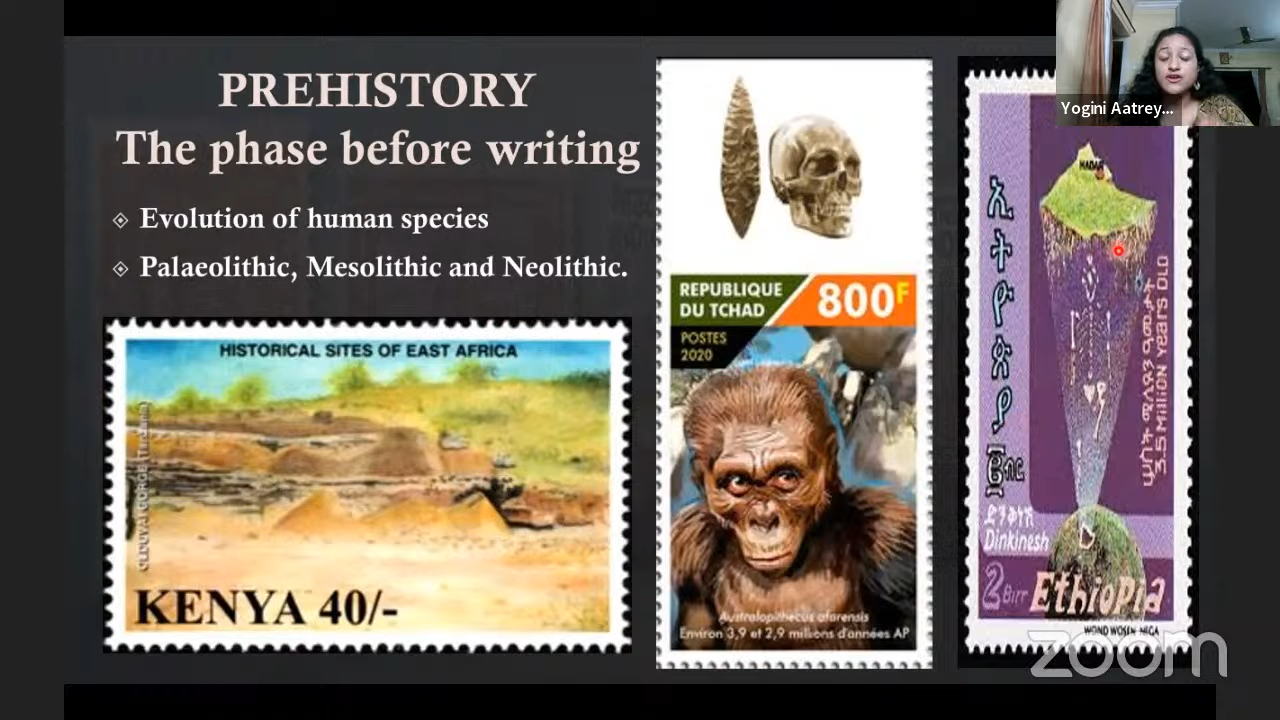 PREHISTORY
The phase before writing
Evolution of human species
Palaeolithic, Mesolithic and Neolithic.
HISTORICAL SITES OF EAST AFRICA
KENYA 40/-
REPUBLIQUE
DU TCHAD
800F
POSTES
2020
Australopithecus afarensis
Environ 3,9 et 2,9 millions d'années AP
Yogini Aatrey...
HADAR
ኢትዮጵያ
3.5 Million Years OLD
ድንቅነሽ
Dinkinesh
2 Birr
Ethiopia
zoom